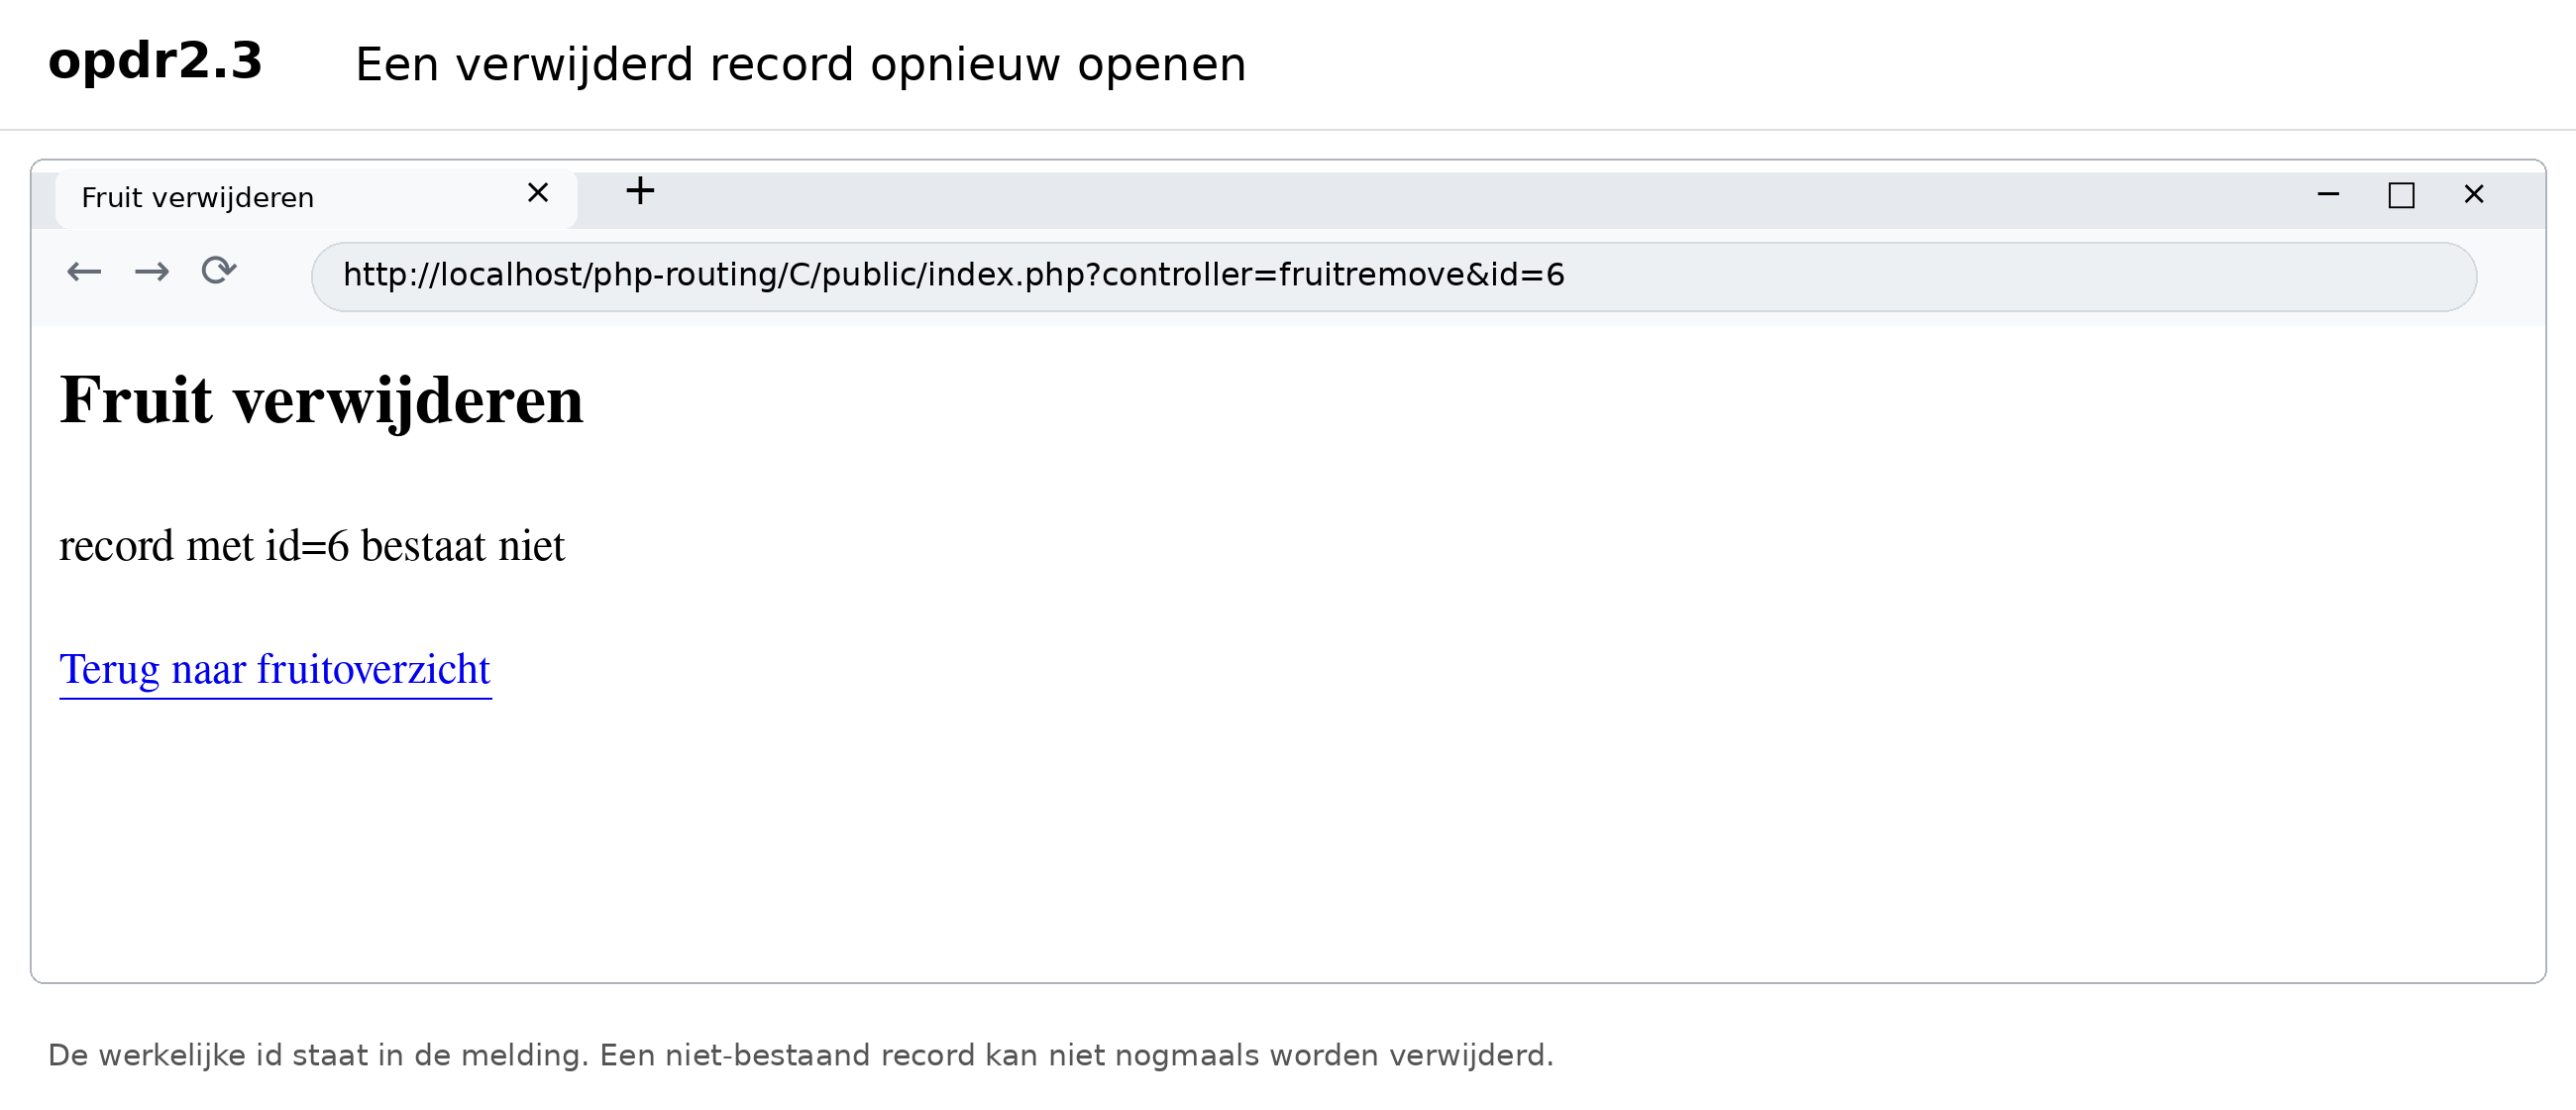 opdr2.3 Een verwijderd record opnieuw openen
Fruit verwijderen
http://localhost/php-routing/C/public/index.php?controller=fruitremove&id=6
Fruit verwijderen
record met id=6 bestaat niet
Terug naar fruitoverzicht
De werkelijke id staat in de melding. Een niet-bestaand record kan niet nogmaals worden verwijderd.